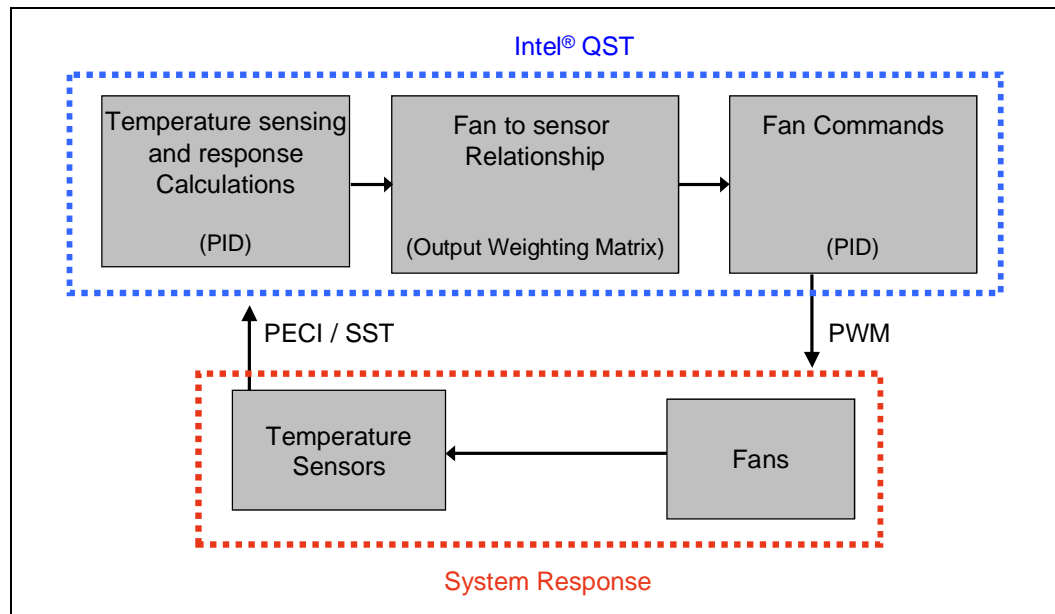 Intel® QST
Temperature sensing
and response
Calculations
(PID)
Fan to sensor
Relationship
(Output Weighting Matrix)
Fan Commands
(PID)
PECI / SST
PWM
Temperature
Sensors
Fans
System Response